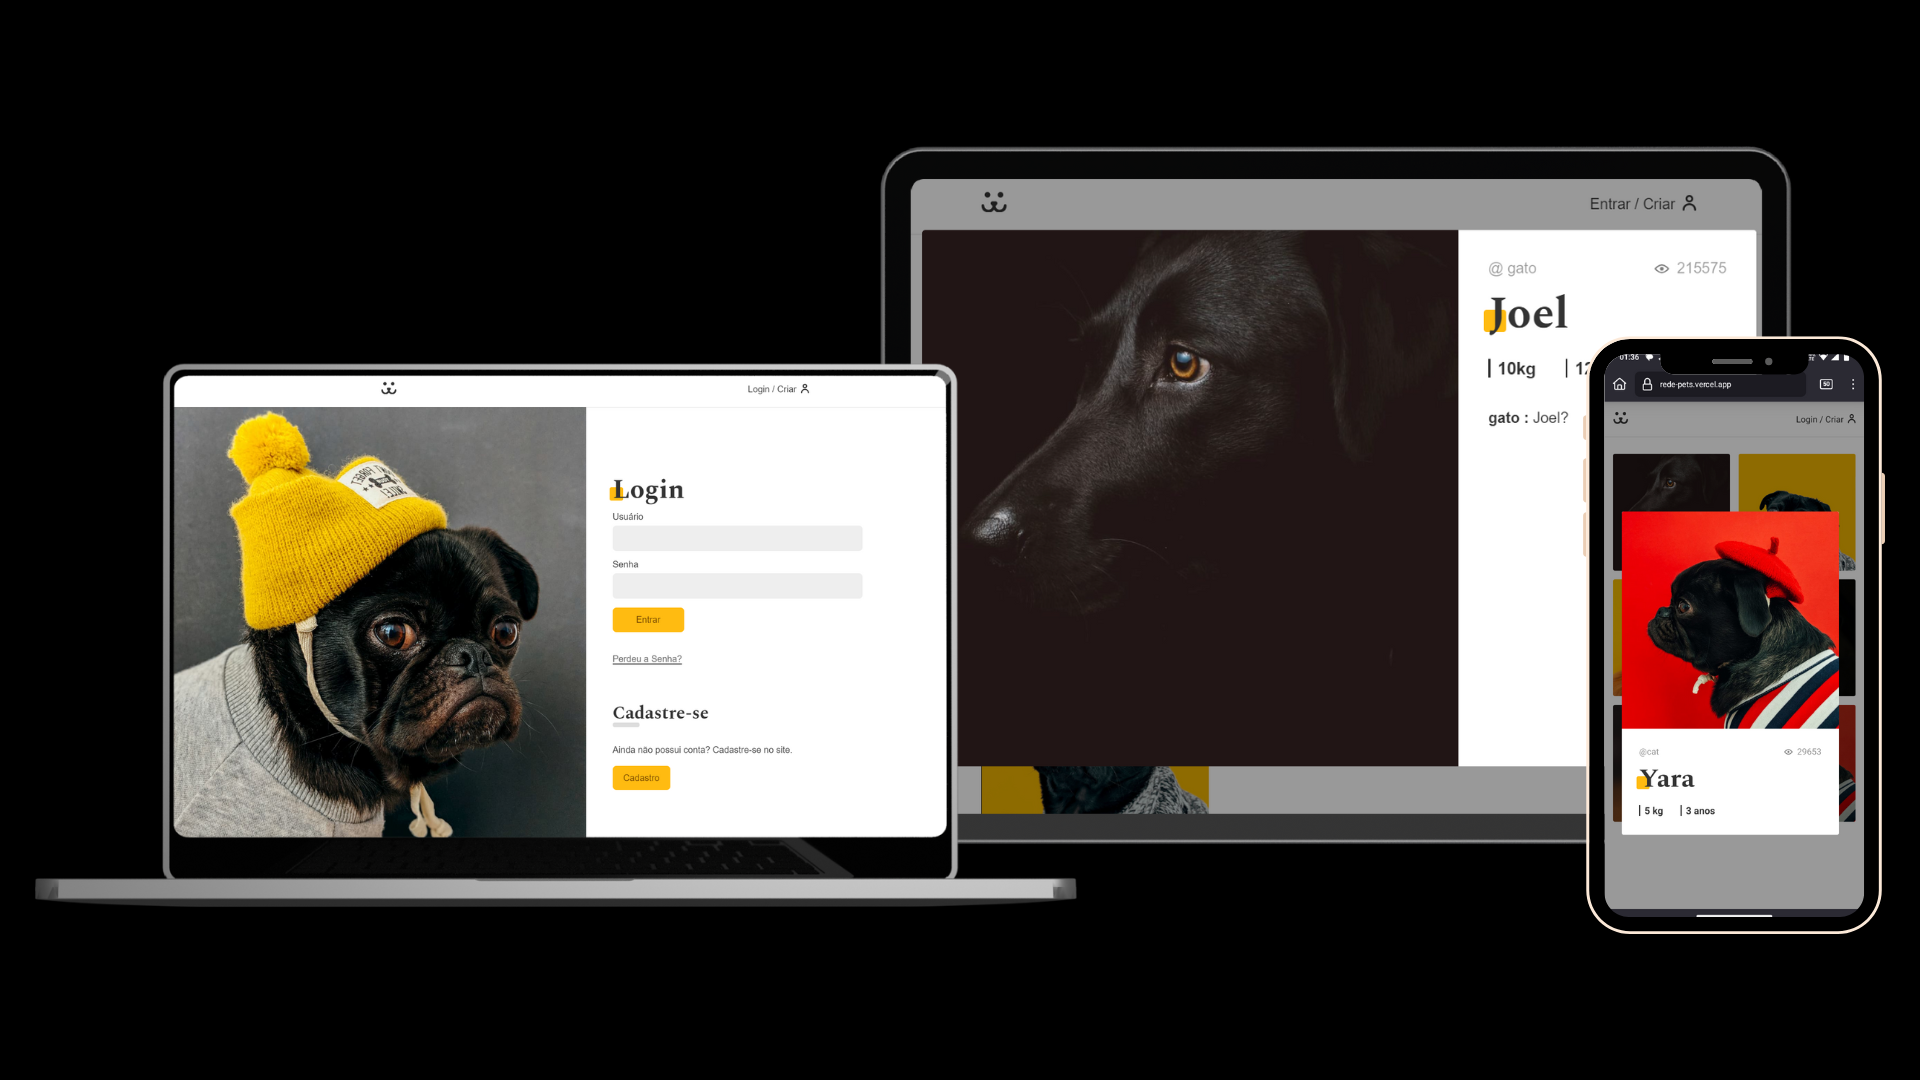 Login / Criar
Login
Usuário
Senha
Entrar
Perdeu a Senha?
Cadastre-se
Ainda não possui conta? Cadastre-se no site.
Cadastro
Entrar / Criar
@ gato
215575
Joel
10kg
gato : Joel?
01:36
rede-pets.vercel.app
Login / Criar
@cat
29653
Yara
5 kg
3 anos